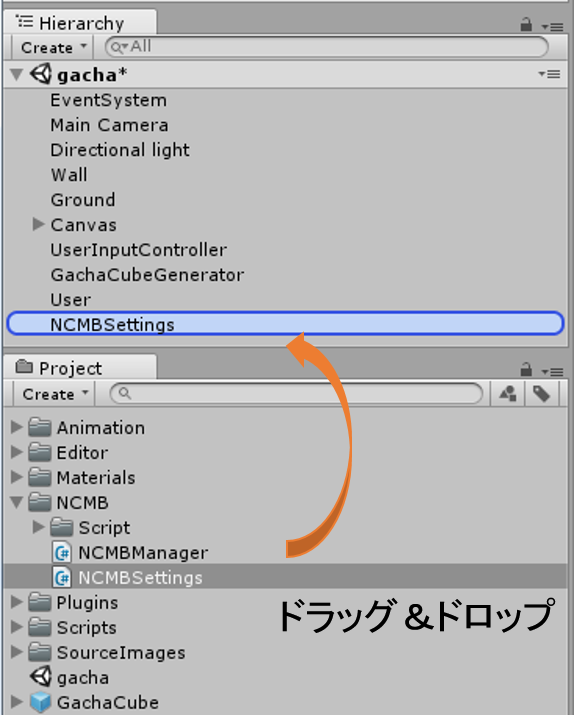 Hierarchy
Create All
gacha*
EventSystem
Main Camera
Directional light
Wall
Ground
Canvas
UserInputController
GachaCubeGenerator
User
NCMBSettings
Project
Create
Animation
Editor
Materials
NCMB
Script
NCMBManager
NCMBSettings
ドラッグ &ドロップ
Plugins
Scripts
SourceImages
gacha
GachaCube